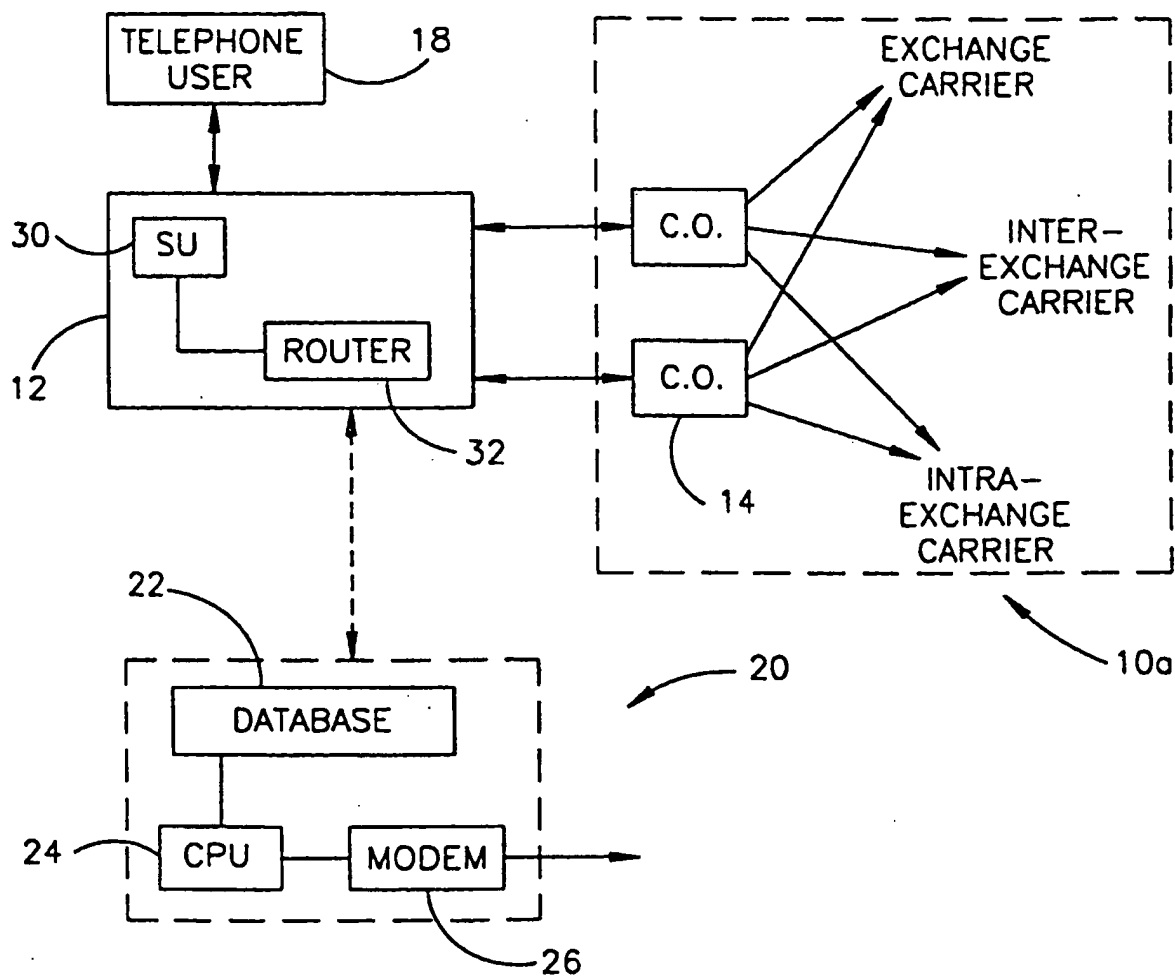 TELEPHONE
USER
18
EXCHANGE
CARRIER
30
SU
C.O.
INTER-
EXCHANGE
CARRIER
ROUTER
C.O.
12
32
14
INTRA-
EXCHANGE
CARRIER
22
20
10a
DATABASE
24
CPU
MODEM
26